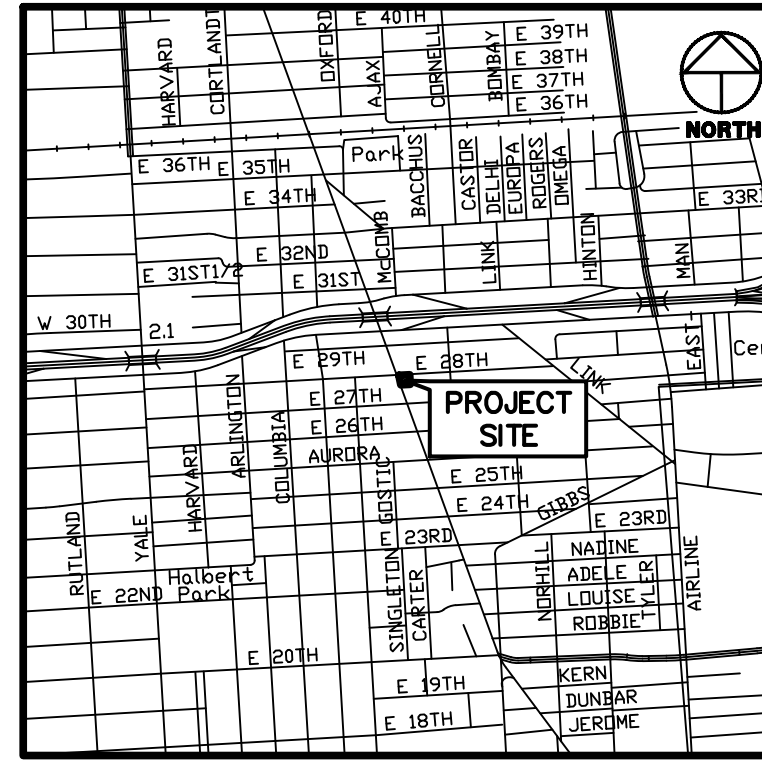 E 40TH
HARVARD
CORTLANDT
OXFORD
AJAX
CORNELL
BOMBAY
E 39TH
E 38TH
E 37TH
E 36TH
NORTH
E 36TH
E 35TH
Park
BACCHUS
CASTOR
DELHI
EUROPA
ROGERS
OMEGA
E 34TH
E 33R
McCOMB
LINK
HINTON
MAN
E 32ND
E 31ST1/2
E 31ST
W 30TH
2.1
E 29TH
E 28TH
LINK
EAST
Ce
PROJECT
SITE
E 27TH
E 26TH
AURORA
ARLINGTON
COLUMBIA
HARVARD
GOSTIC
E 25TH
E 24TH
GIBBS
E 23RD
E 23RD
RUTLAND
YALE
NADINE
ADELE
LOUISE
ROBBIE
NORHILL
TYLER
AIRLINE
Halbert
Park
E 22ND
SINGLETON
CARTER
E 20TH
E 19TH
E 18TH
KERN
DUNBAR
JEROME